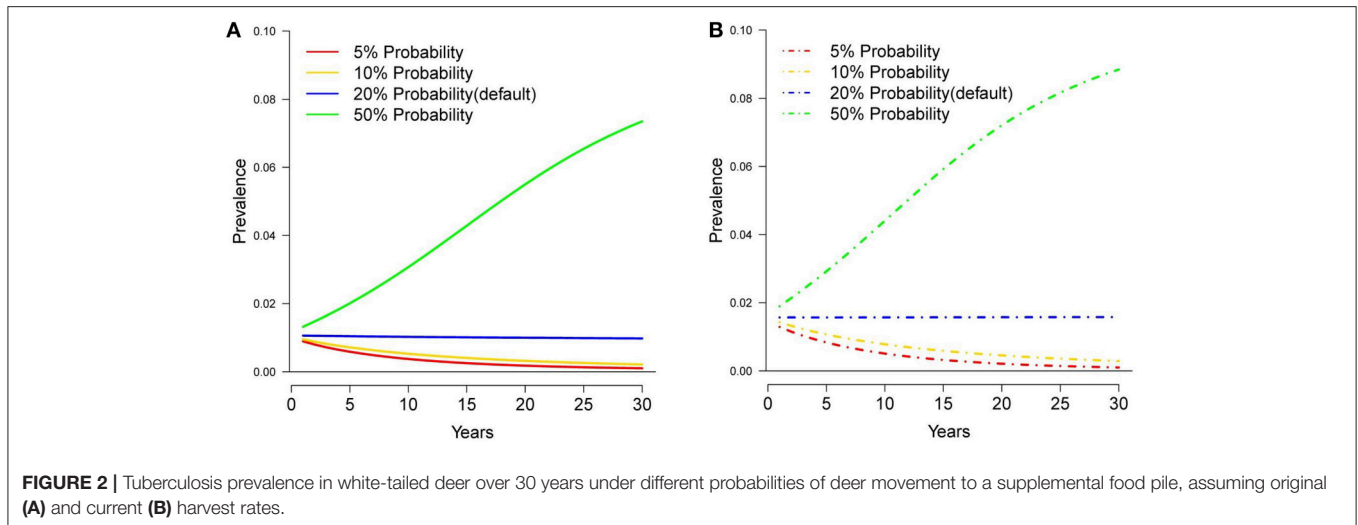 A
5% Probability
10% Probability
20% Probability(default)
50% Probability
Prevalence
0.10
0.08
0.06
0.04
0.02
0.00
0 5 10 15 20 25 30
Years
B
5% Probability
10% Probability
20% Probability(default)
50% Probability
Prevalence
0.10
0.08
0.06
0.04
0.02
0.00
0 5 10 15 20 25 30
Years
FIGURE 2 | Tuberculosis prevalence in white-tailed deer over 30 years under different probabilities of deer movement to a supplemental food pile, assuming original
(A) and current (B) harvest rates.